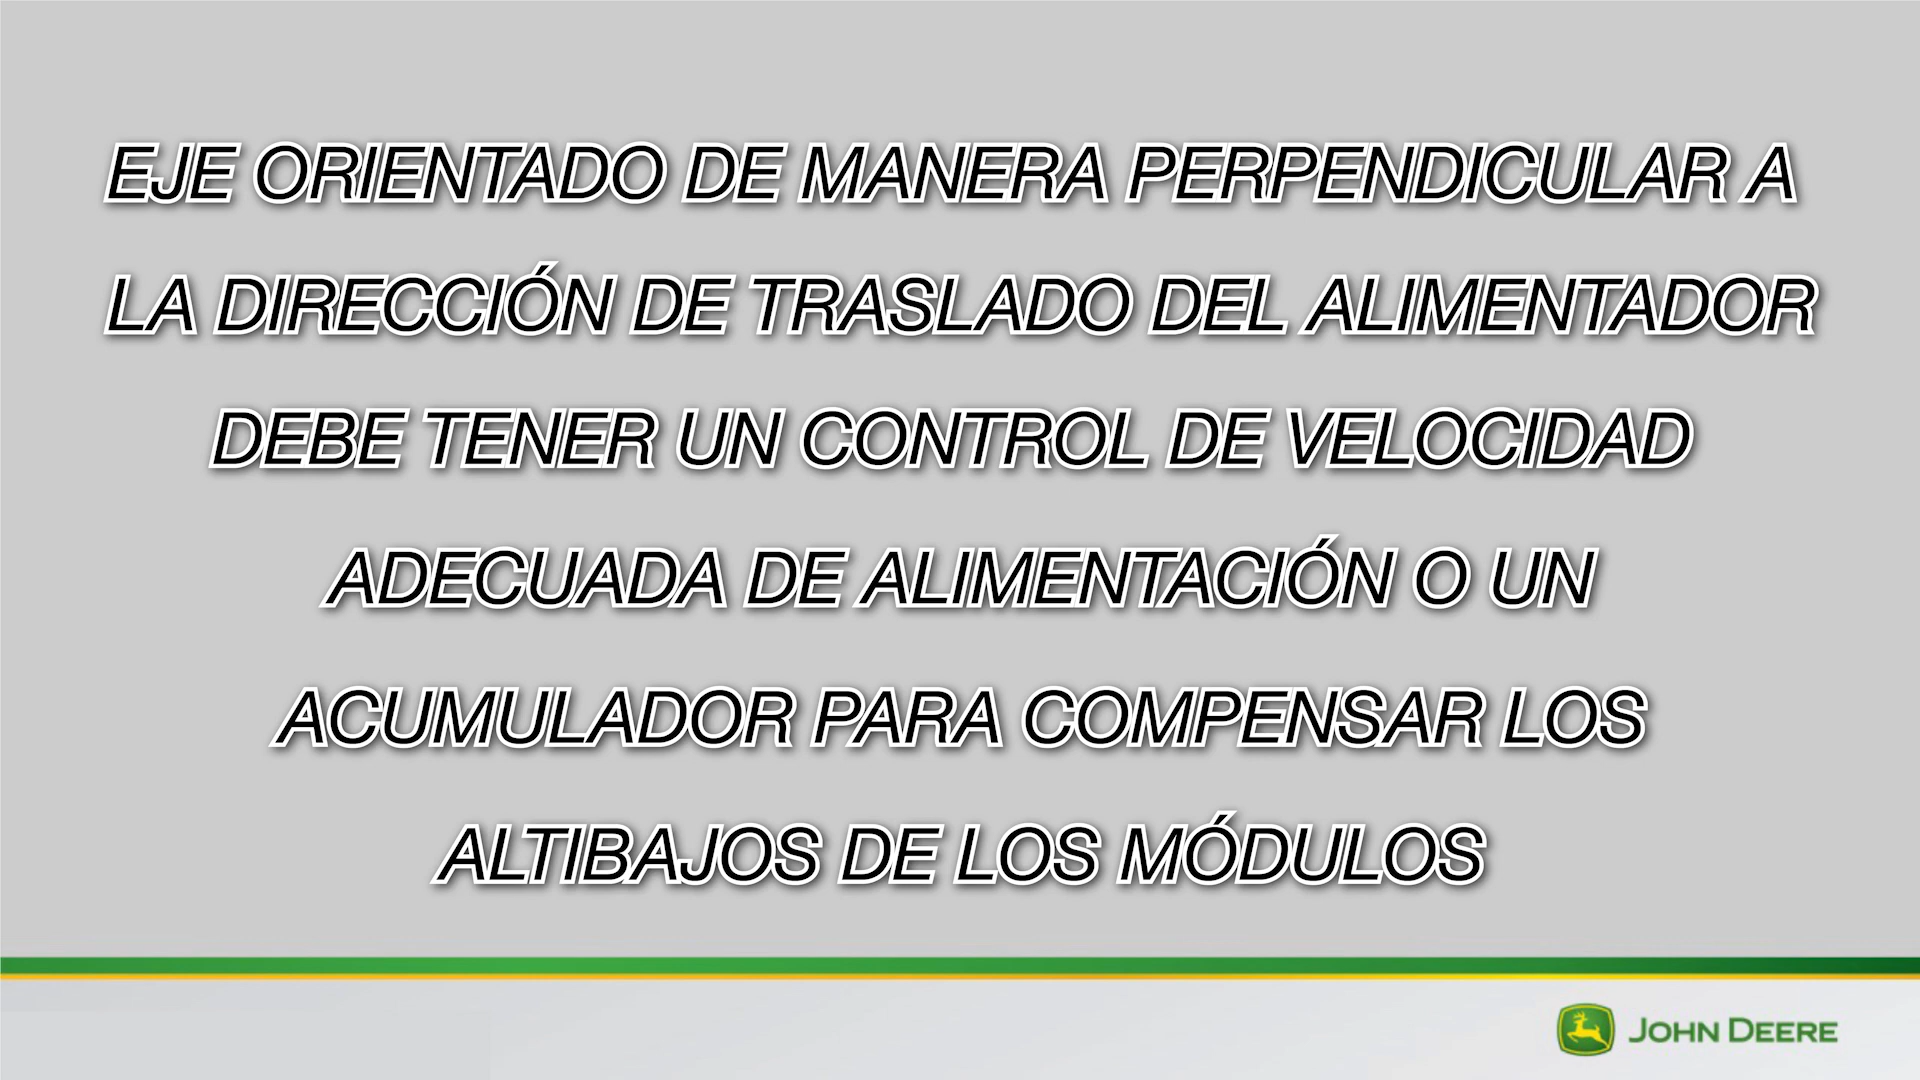 EJE ORIENTADO DE MANERA PERPENDICULAR A
LA DIRECCIÓN DE TRASLADO DEL ALIMENTADOR
DEBE TENER UN CONTROL DE VELOCIDAD
ADECUADA DE ALIMENTACIÓN O UN
ACUMULADOR PARA COMPENSAR LOS
ALTIBAJOS DE LOS MÓDULOS
JOHN DEERE